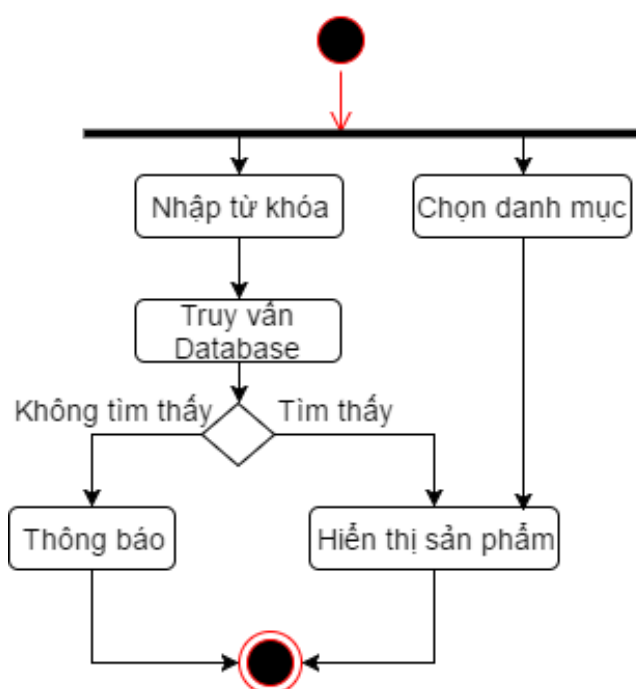 Nhập từ khóa
Chọn danh mục
Truy vấn
Database
Không tìm thấy
Tìm thấy
Thông báo
Hiển thị sản phẩm